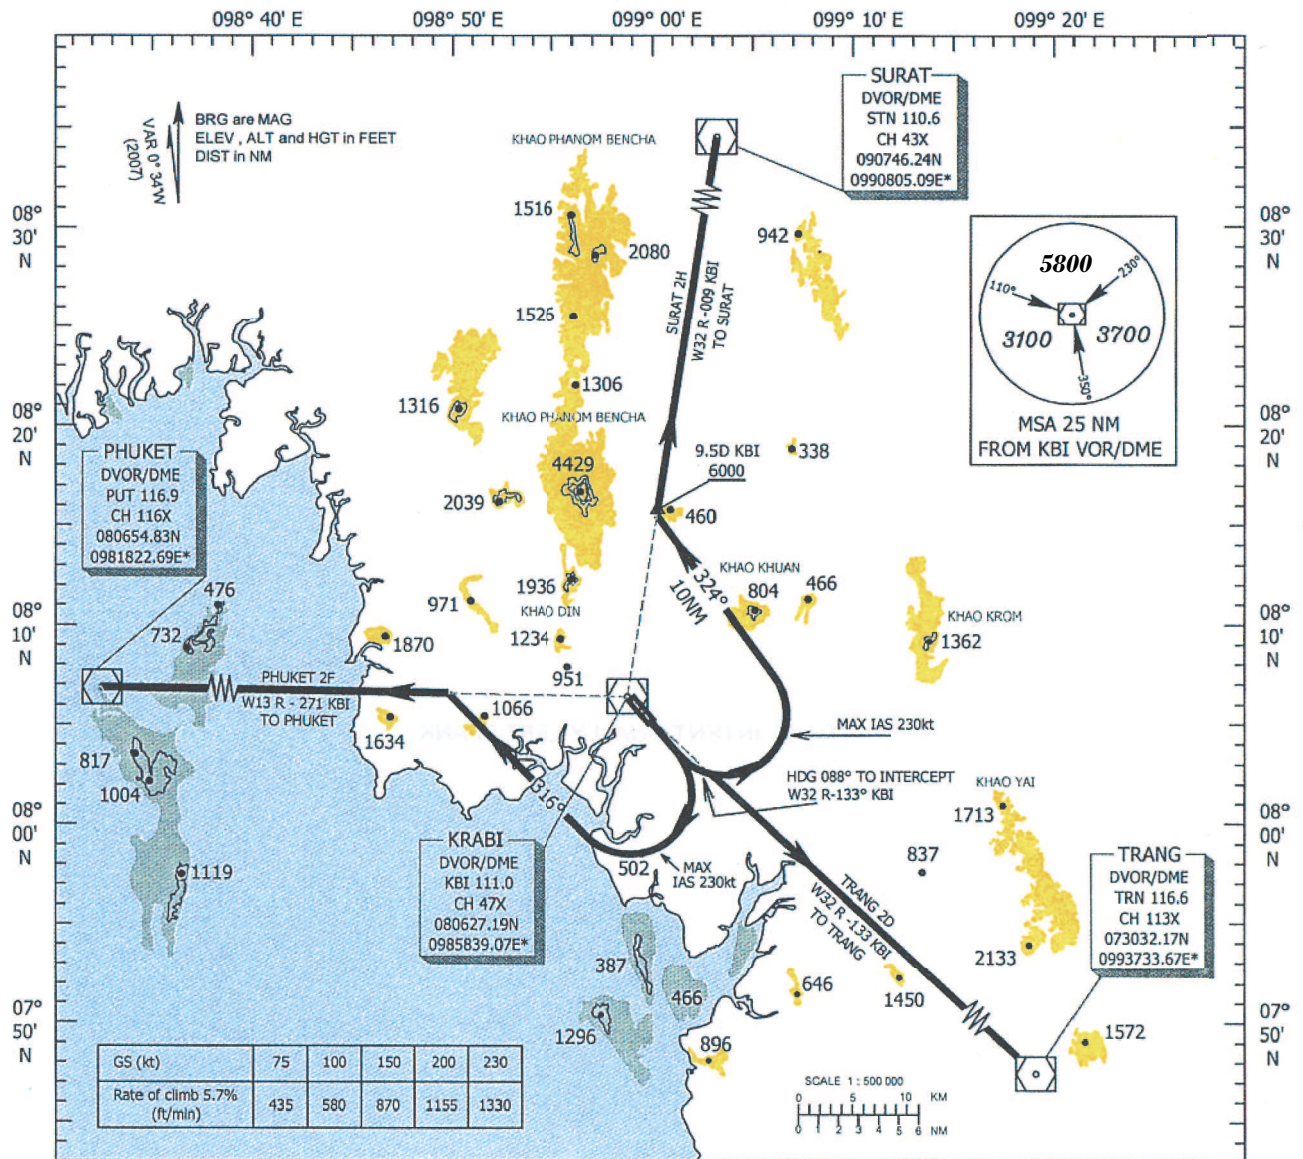 098° 40' E
098° 50' E
099° 00' E
099° 10' E
099° 20' E
VAR 0° 34'W
(2007)
BRG are MAG
ELEV , ALT and HGT in FEET
DIST in NM
KHAO PHANOM BENCHA
SURAT
DVOR/DME
STN 110.6
CH 43X
090746.24N
0990805.09E*
08°
30'
N
1516
2080
942
SURAT 2H
W32 R -009 KBI
TO SURAT
5800
110°
230°
3100
3700
350°
MSA 25 NM
FROM KBI VOR/DME
08°
30'
N
1525
1306
1316
KHAO PHANOM BENCHA
08°
20'
N
08°
20'
N
PHUKET
DVOR/DME
PUT 116.9
CH 116X
080654.83N
0981822.69E*
4429
2039
9.5D KBI
6000
338
460
324°
10NM
KHAO KHUAN
804
466
476
732
971
1936
KHAO DIN
1234
951
1870
KHAO KROM
1362
08°
10'
N
08°
10'
N
PHUKET 2F
W13 R - 271 KBI
TO PHUKET
1066
1634
MAX IAS 230kt
HDG 088° TO INTERCEPT
W32 R-133° KBI
817
1004
316°
KHAO YAI
1713
08°
00'
N
08°
00'
N
KRABI
DVOR/DME
KBI 111.0
CH 47X
080627.19N
0985839.07E*
502
MAX
IAS 230kt
837
1119
TRANG 2D
W32 R -133 KBI
TO TRANG
TRANG
DVOR/DME
TRN 116.6
CH 113X
073032.17N
0993733.67E*
387
466
646
1450
2133
1296
896
1572
07°
50'
N
07°
50'
N
GS (kt) 75 100 150 200 230
Rate of climb 5.7%
(ft/min) 435 580 870 1155 1330
SCALE 1 : 500 000
0 5 10 KM
0 1 2 3 4 5 6 NM